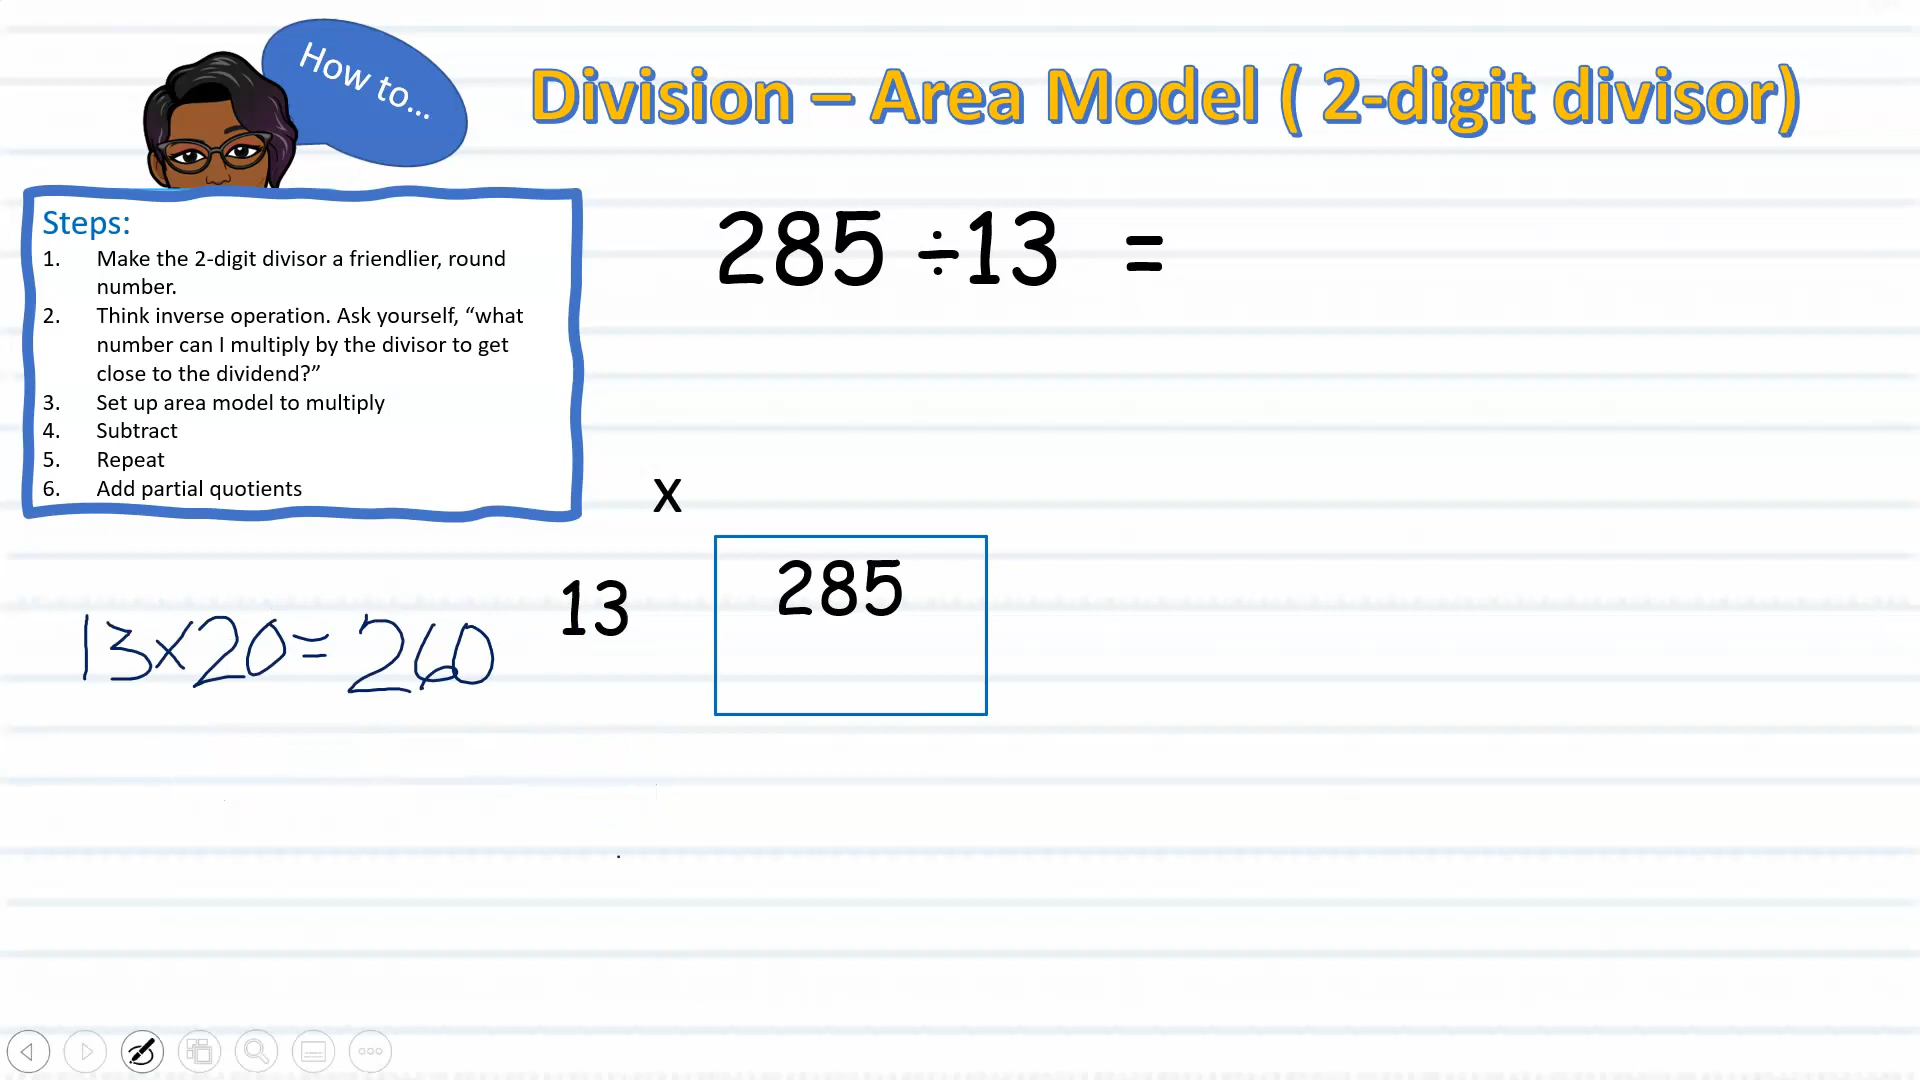 How to...
Division – Area Model ( 2-digit divisor)
Steps:
1. Make the 2-digit divisor a friendlier, round
number.
2. Think inverse operation. Ask yourself, “what
number can I multiply by the divisor to get
close to the dividend?”
3. Set up area model to multiply
4. Subtract
5. Repeat
6. Add partial quotients
285 ÷13 =
x
13 285
13x20= 260